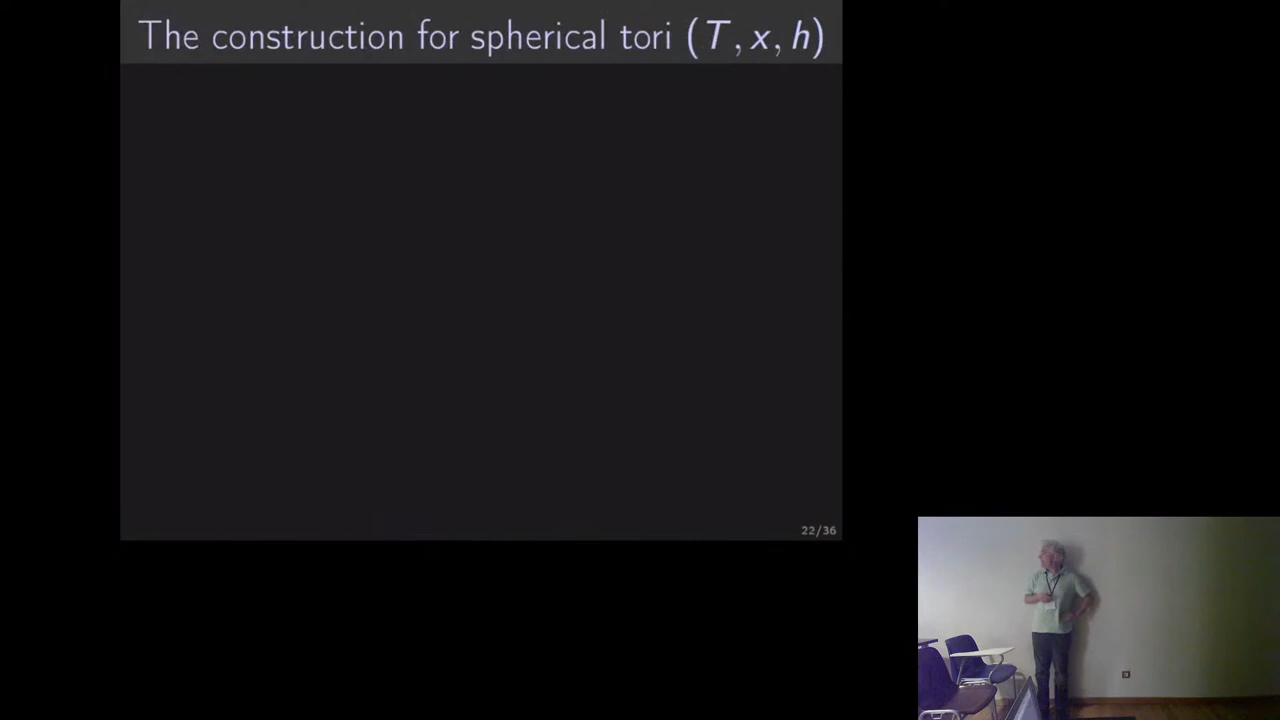 The construction for spherical tori (T, x, h)
22/36